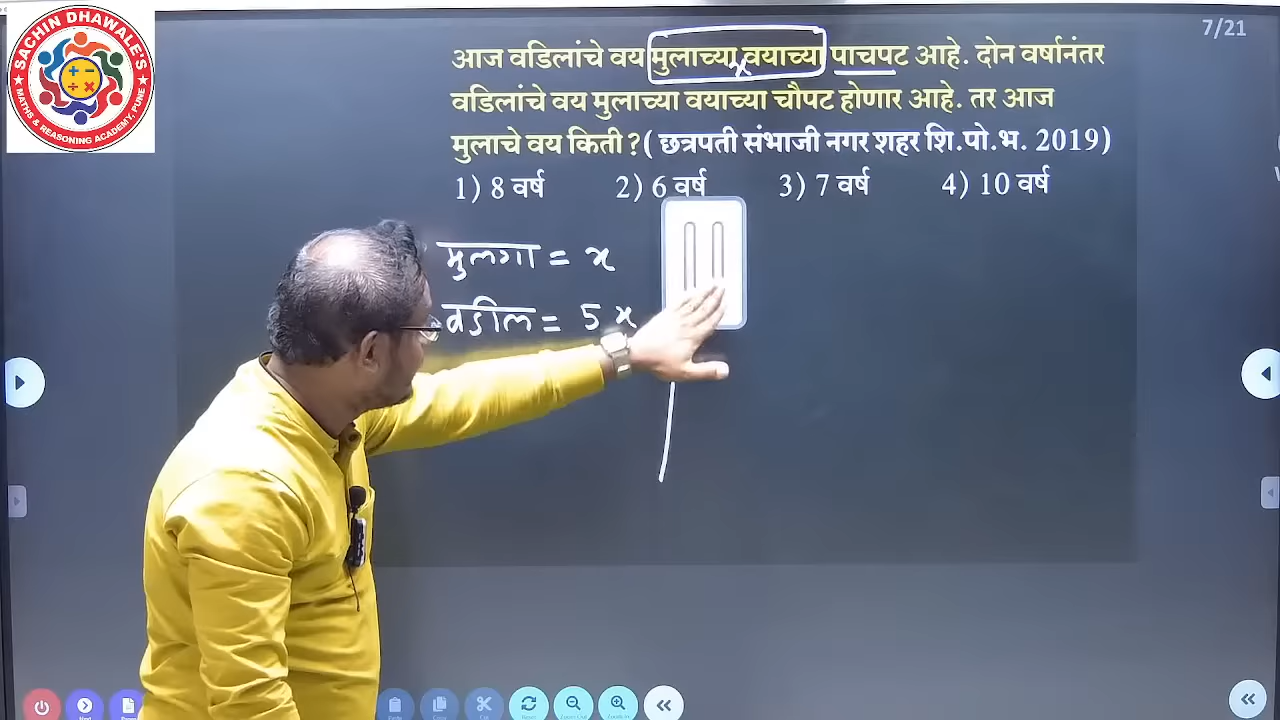 SACHIN DHAWALE'S
MATHS & REASONING ACADEMY, PUNE
7/21
आज वडिलांचे वय मुलाच्या वयाच्या पाचपट आहे. दोन वर्षानंतर
x
वडिलांचे वय मुलाच्या वयाच्या चौपट होणार आहे. तर आज
मुलाचे वय किती ? ( छत्रपती संभाजी नगर शहर शि.पो.भ. 2019)
1) 8 वर्ष 2) 6 वर्ष 3) 7 वर्ष 4) 10 वर्ष
मुलगा = x
वडील = 5 x